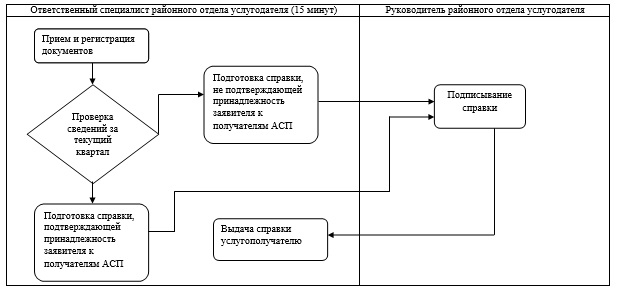 Ответственный специалист районного отдела услугодателя (15 минут)
Руководитель районного отдела услугодателя
Прием и регистрация
документов
Проверка
сведений за
текущий
квартал
Подготовка справки,
не подтверждающей
принадлежность
заявителя к
получателям АСП
Подписывание
справки
Подготовка справки,
подтверждающей
принадлежность
заявителя к
получателям АСП
Выдача справки
услугополучателю